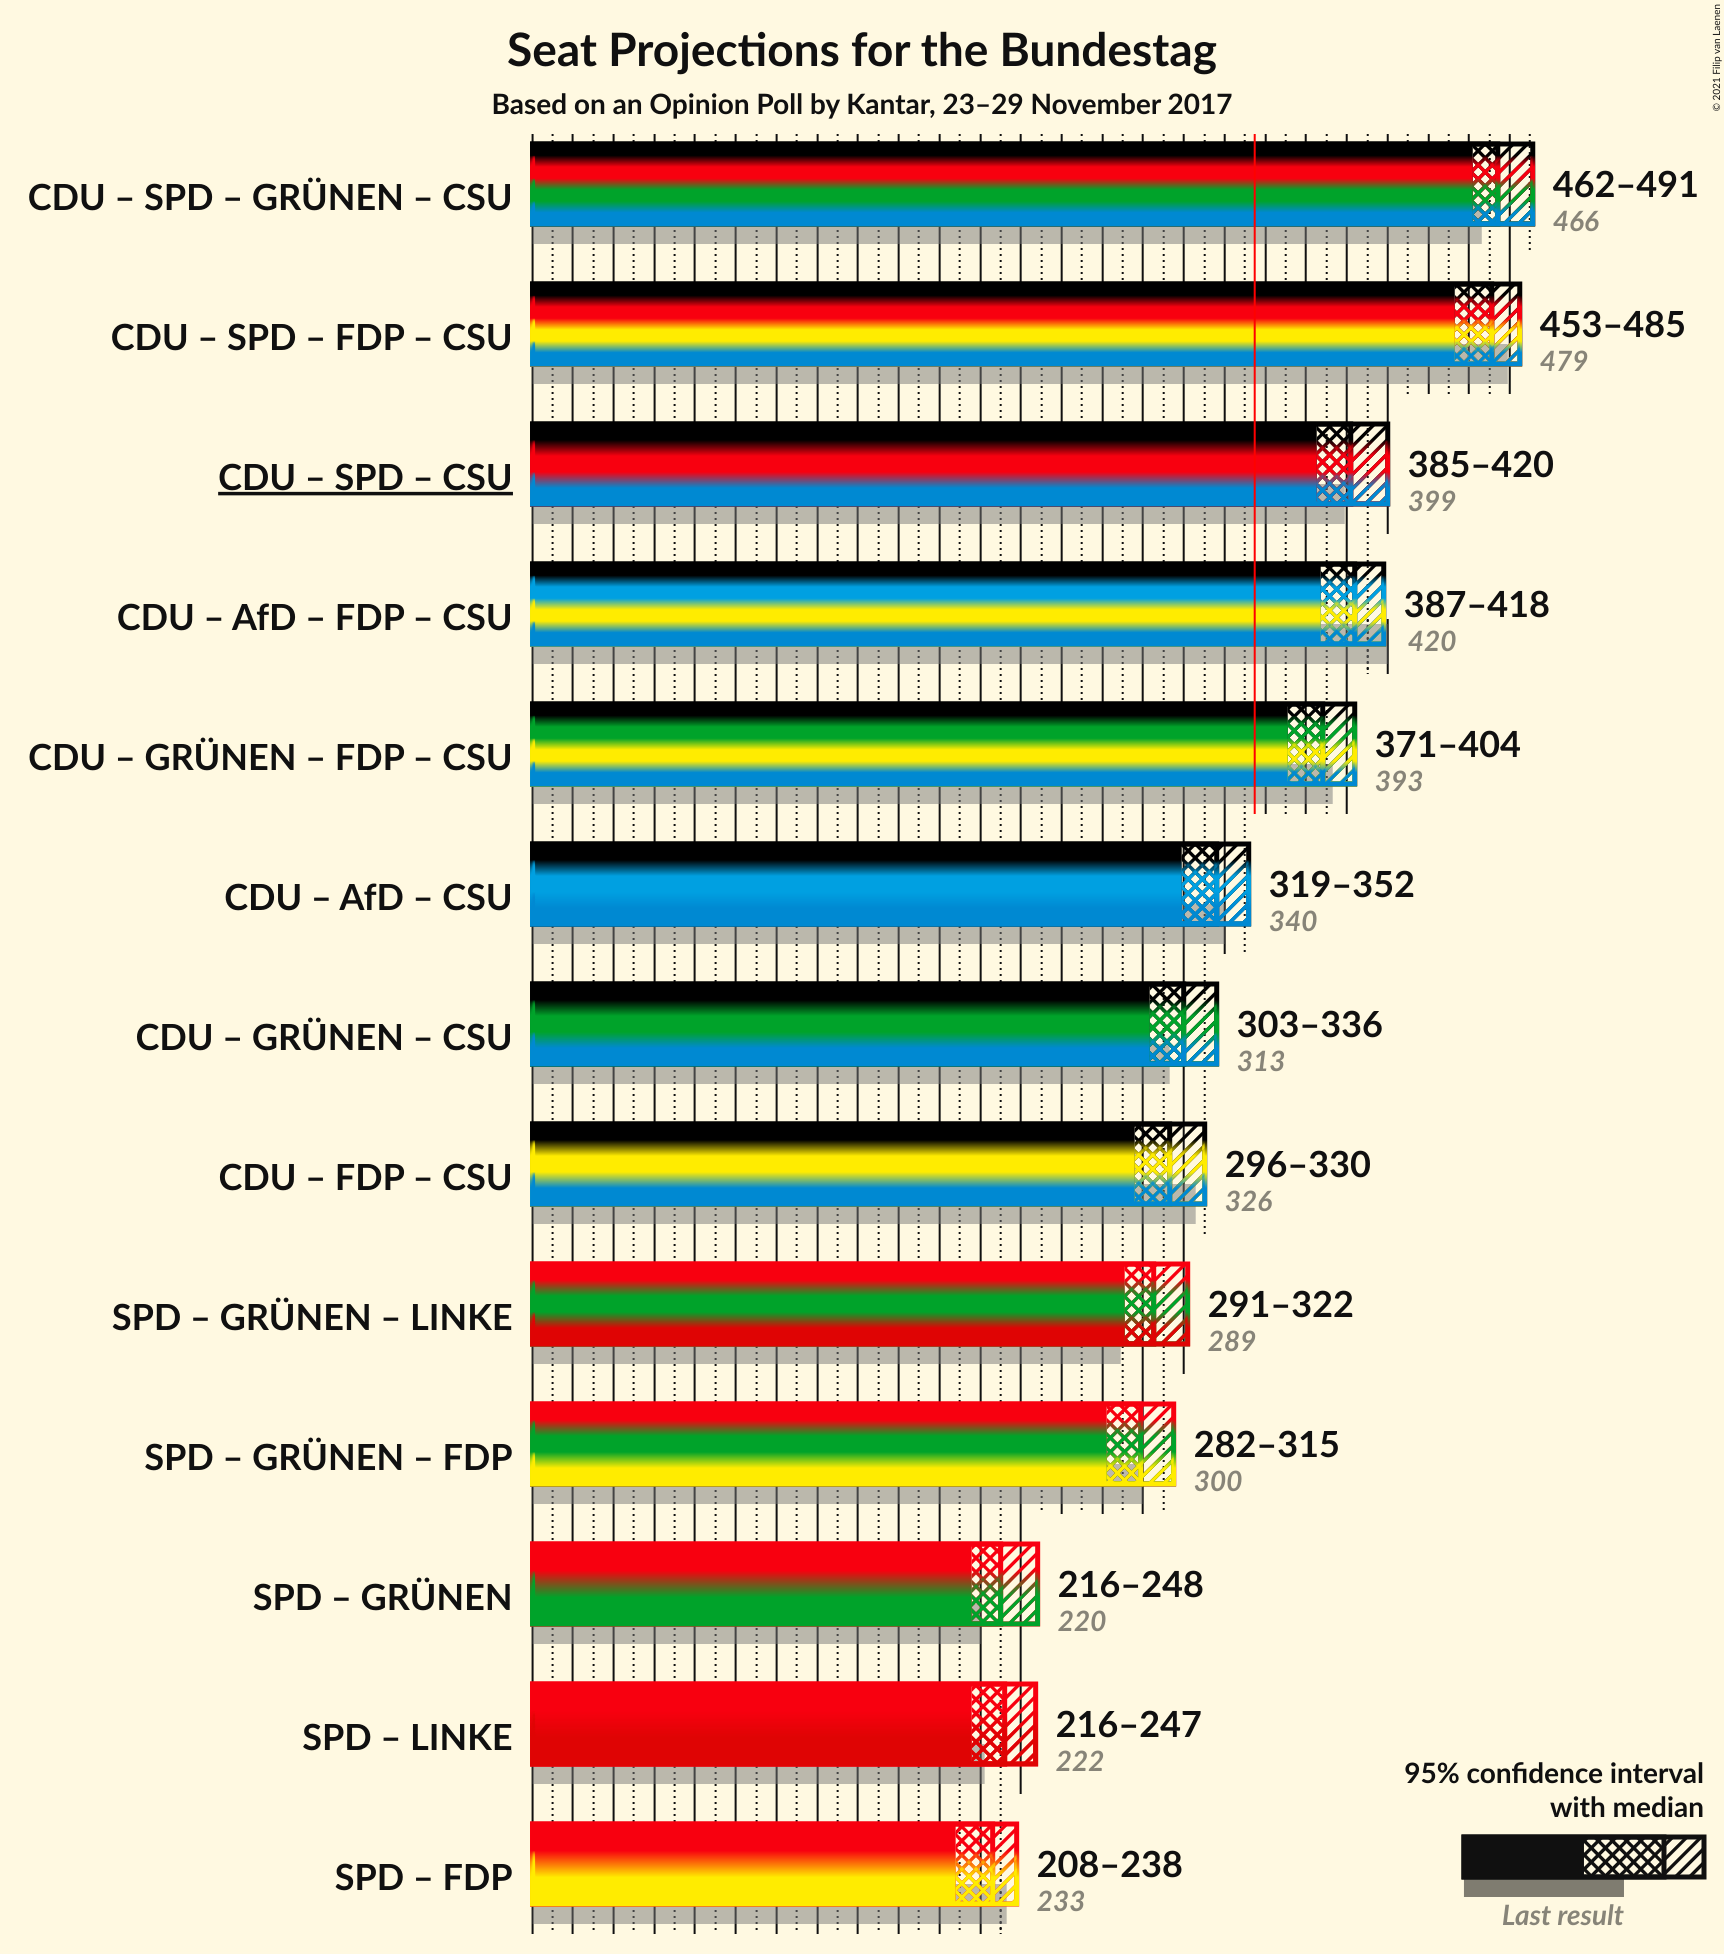 Seat Projections for the Bundestag
Based on an Opinion Poll by Kantar, 23–29 November 2017
© 2021 Filip van Laenen
CDU – SPD – GRÜNEN – CSU
462–491
466
CDU – SPD – FDP – CSU
453–485
479
CDU – SPD – CSU
385–420
399
CDU – AfD – FDP – CSU
387–418
420
CDU – GRÜNEN – FDP – CSU
371–404
393
CDU – AfD – CSU
319–352
340
CDU – GRÜNEN – CSU
303–336
313
CDU – FDP – CSU
296–330
326
SPD – GRÜNEN – LINKE
291–322
289
SPD – GRÜNEN – FDP
282–315
300
SPD – GRÜNEN
216–248
220
SPD – LINKE
216–247
222
SPD – FDP
208–238
233
95% confidence interval
with median
Last result